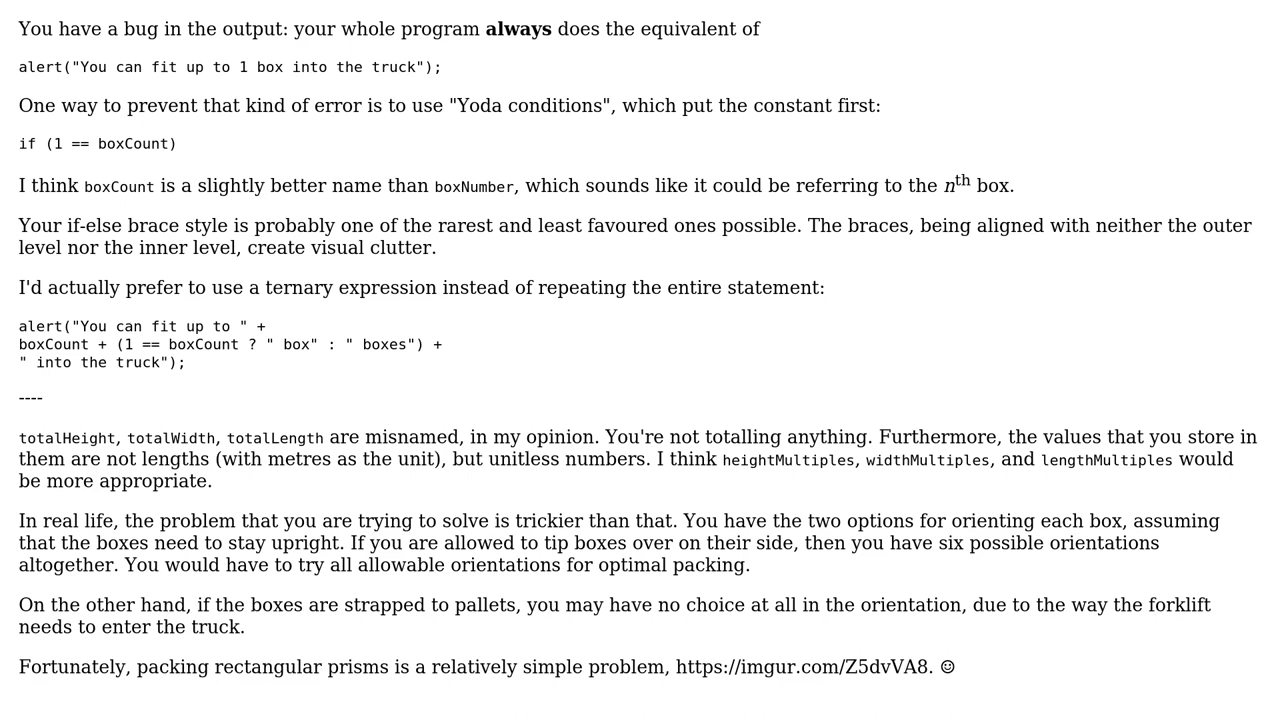 You have a bug in the output: your whole program always does the equivalent of
alert("You can fit up to 1 box into the truck");
One way to prevent that kind of error is to use "Yoda conditions", which put the constant first:
if (1 == boxCount)
I think boxCount is a slightly better name than boxNumber, which sounds like it could be referring to the nth box.
Your if-else brace style is probably one of the rarest and least favoured ones possible. The braces, being aligned with neither the outer
level nor the inner level, create visual clutter.
I'd actually prefer to use a ternary expression instead of repeating the entire statement:
alert("You can fit up to " +
boxCount + (1 == boxCount ? " box" : " boxes") +
" into the truck");
----
totalHeight, totalWidth, totalLength are misnamed, in my opinion. You're not totalling anything. Furthermore, the values that you store in
them are not lengths (with metres as the unit), but unitless numbers. I think heightMultiples, widthMultiples, and lengthMultiples would
be more appropriate.
In real life, the problem that you are trying to solve is trickier than that. You have the two options for orienting each box, assuming
that the boxes need to stay upright. If you are allowed to tip boxes over on their side, then you have six possible orientations
altogether. You would have to try all allowable orientations for optimal packing.
On the other hand, if the boxes are strapped to pallets, you may have no choice at all in the orientation, due to the way the forklift
needs to enter the truck.
Fortunately, packing rectangular prisms is a relatively simple problem, https://imgur.com/Z5dvVA8. ☺